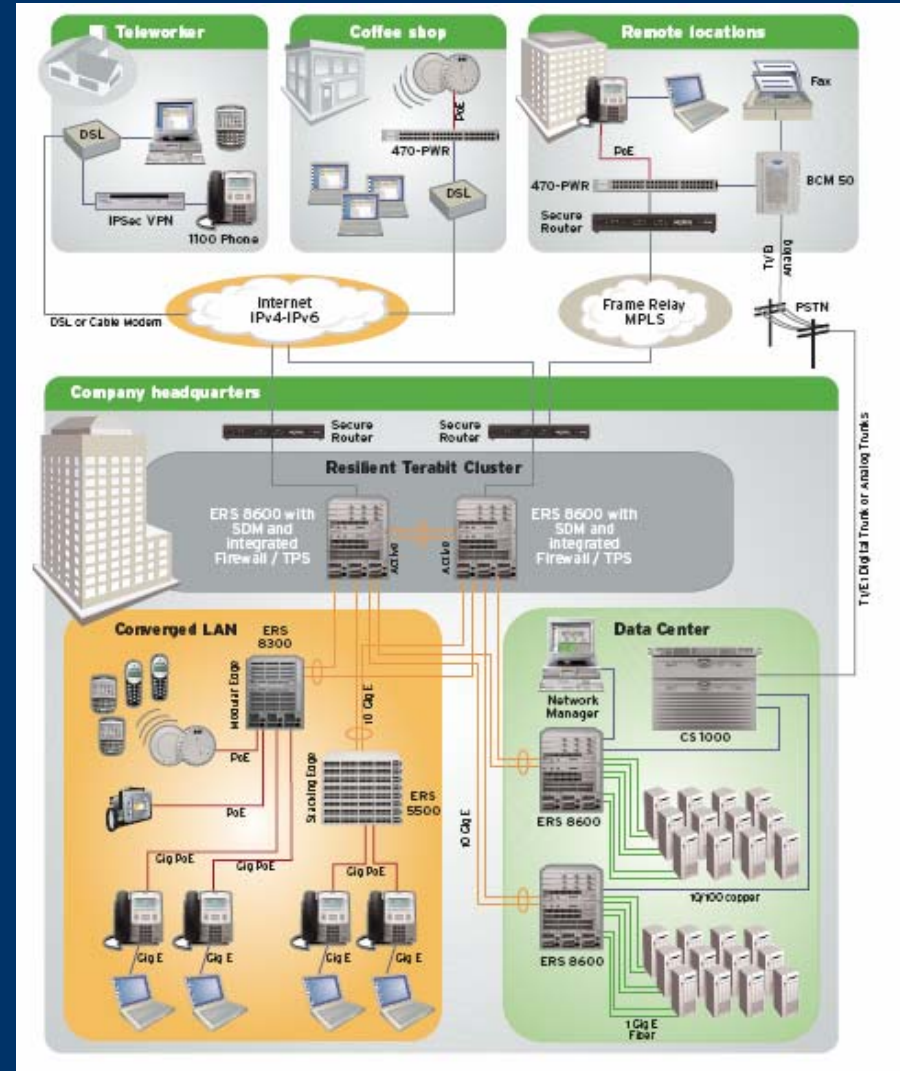 Teleworker
Coffee shop
Remote locations
DSL
IPSec VPN
1100 Phone
PoE
470-PWR
DSL
Fax
PoE
470-PWR
BCM 50
Secure
Router
T1/E1
Analog
PSTN
DSL or Cable Modem
Internet
IPv4-IPv6
Frame Relay
MPLS
Company headquarters
Secure
Router
Secure
Router
Resilient Terabit Cluster
ERS 8600 with
SDM and
integrated
Firewall / TPS
Active
Active
ERS 8600 with
SDM and
integrated
Firewall / TPS
T1/E1 Digital Trunk or Analog Trunks
Converged LAN
ERS
8300
Modular Edge
10 Gig E
PoE
PoE
Stacking Edge
ERS
5500
Gig PoE
Gig PoE
Gig PoE
Gig E
Gig E
Gig E
Gig E
10 Gig E
Data Center
Network
Manager
CS 1000
ERS 8600
10/100 copper
ERS 8600
1 Gig E
Fiber